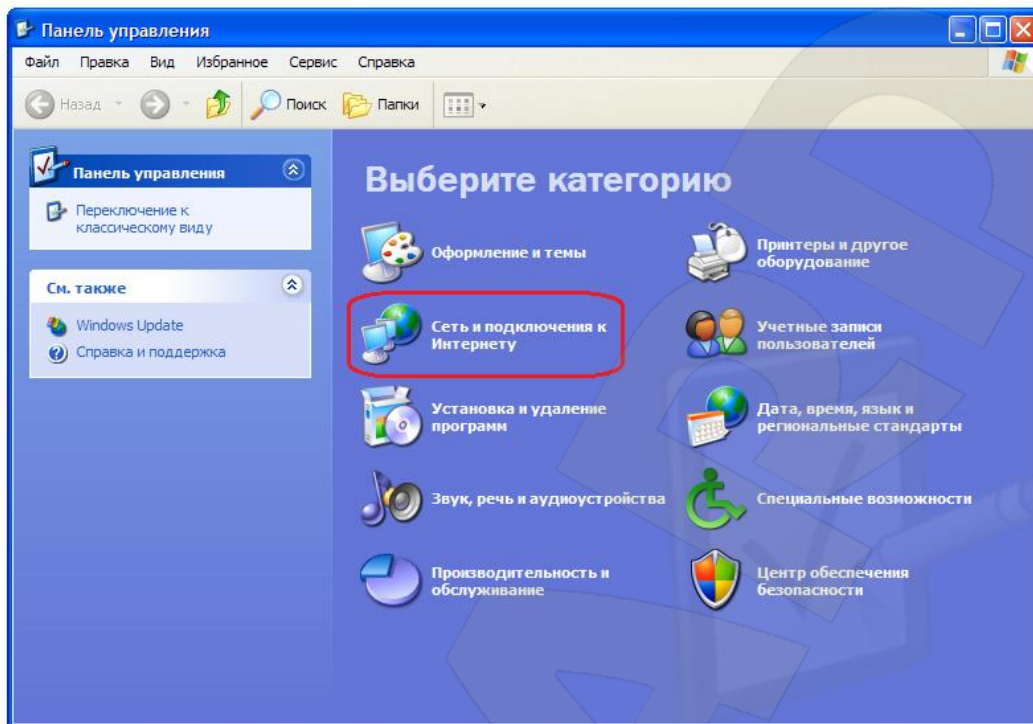 Панель управления
Файл Правка Вид Избранное Сервис Справка
Назад Поиск Папки
Панель управления
Переключение к
классическому виду
См. также
Windows Update
Справка и поддержка
Выберите категорию
Оформление и темы
Принтеры и другое
оборудование
Сеть и подключения к
Интернету
Учетные записи
пользователей
Установка и удаление
программ
Дата, время, язык и
региональные стандарты
Звук, речь и аудиоустройства
Специальные возможности
Производительность и
обслуживание
Центр обеспечения
безопасности